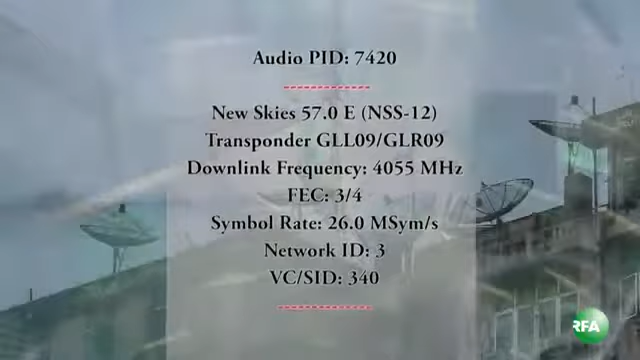 Audio PID: 7420
New Skies 57.0 E (NSS-12)
Transponder GLL09/GLR09
Downlink Frequency: 4055 MHz
FEC: 3/4
Symbol Rate: 26.0 MSym/s
Network ID: 3
VC/SID: 340
RFA